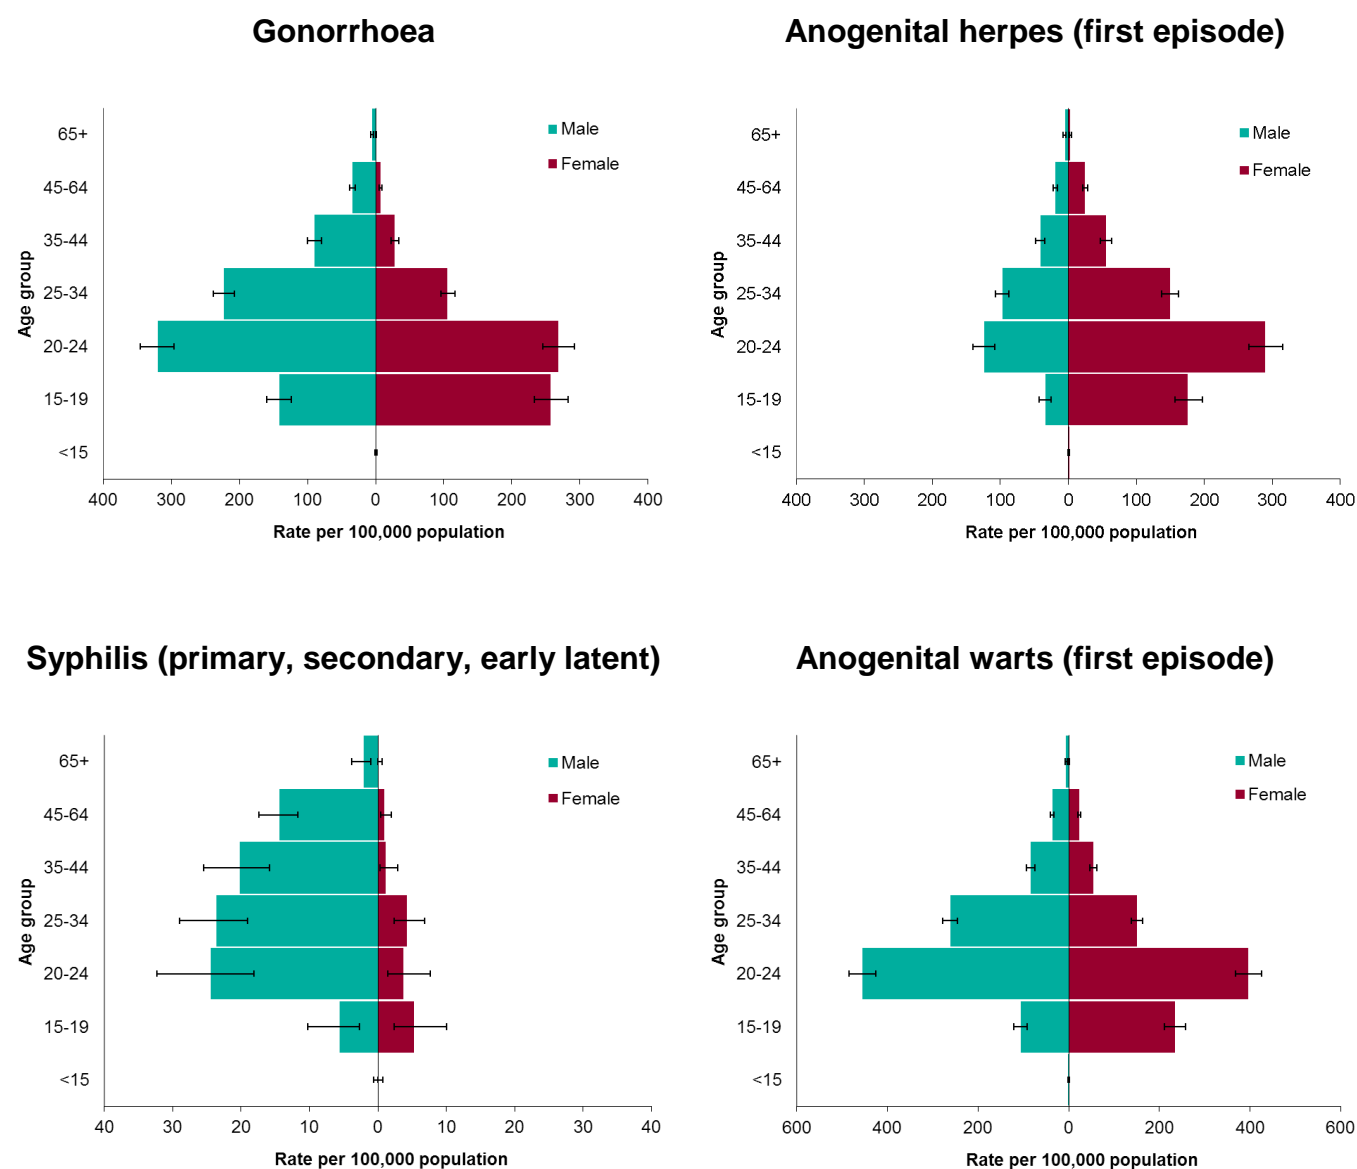 Gonorrhoea
65+
45-64
35-44
25-34
20-24
15-19
<15
Age group
Male
Female
400 300 200 100 0 100 200 300 400
Rate per 100,000 population
Anogenital herpes (first episode)
65+
45-64
35-44
25-34
20-24
15-19
<15
Age group
Male
Female
400 300 200 100 0 100 200 300 400
Rate per 100,000 population
Syphilis (primary, secondary, early latent)
65+
45-64
35-44
25-34
20-24
15-19
<15
Age group
Male
Female
40 30 20 10 0 10 20 30 40
Rate per 100,000 population
Anogenital warts (first episode)
65+
45-64
35-44
25-34
20-24
15-19
<15
Age group
Male
Female
600 400 200 0 200 400 600
Rate per 100,000 population